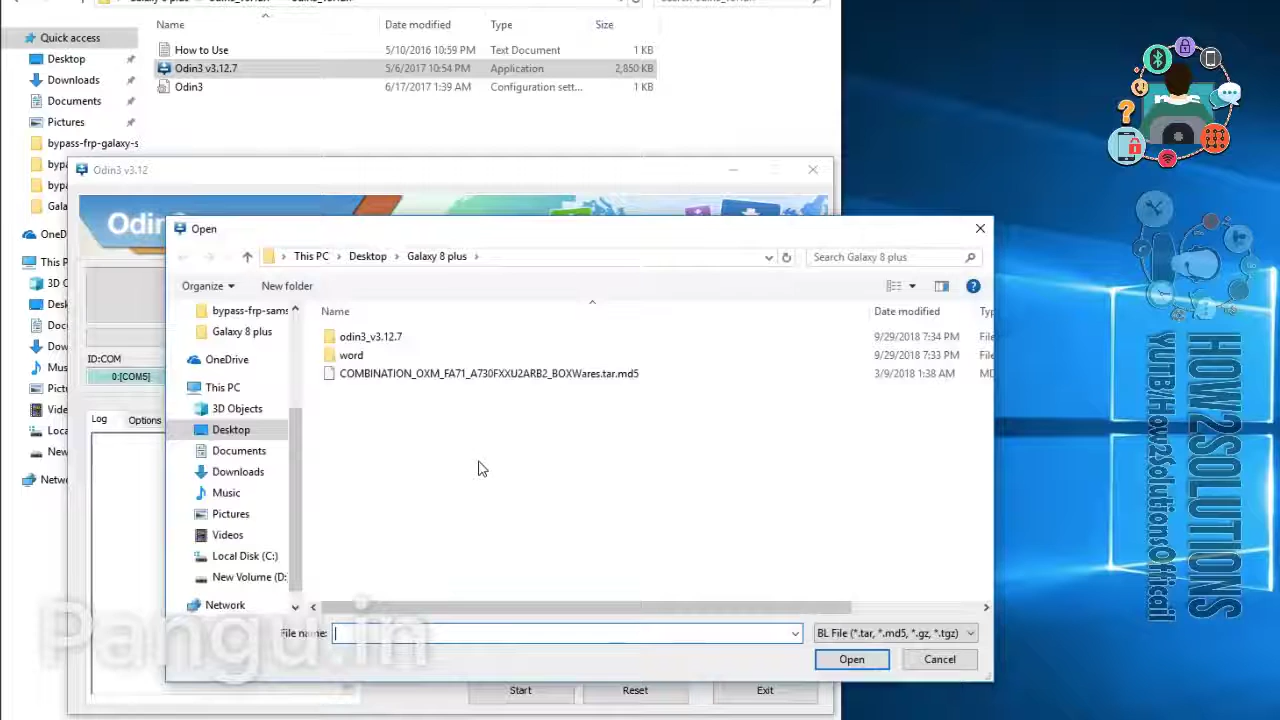 Name
Date modified
Type
Size
Quick access
Desktop
Downloads
Documents
Pictures
bypass-frp-galaxy-s
How to Use
5/10/2016 10:59 PM
Text Document
1 KB
Odin3 v3.12.7
5/6/2017 10:54 PM
Application
2,850 KB
Odin3
6/17/2017 1:39 AM
Configuration sett...
1 KB
Odin3 v3.12
Open
This PC
Desktop
Galaxy 8 plus
Search Galaxy 8 plus
Organize
New folder
?
bypass-frp-sams
Galaxy 8 plus
OneDrive
This PC
3D Objects
Desktop
Documents
Downloads
Music
Pictures
Videos
Local Disk (C:)
New Volume (D:
Network
Name
Date modified
odin3_v3.12.7
9/29/2018 7:34 PM
File
word
9/29/2018 7:33 PM
File
COMBINATION_OXM_FA71_A730FXXU2ARB2_BOXWares.tar.md5
3/9/2018 1:38 AM
MD
File name:
BL File (*.tar, *.md5, *.gz, *.tgz)
Open
Cancel
ID:COM
0:[COM5]
Log
Options
Start
Reset
Exit
Pangu.in
HOW2SOLUTIONS
YUTB/How2SolutionsOfficail